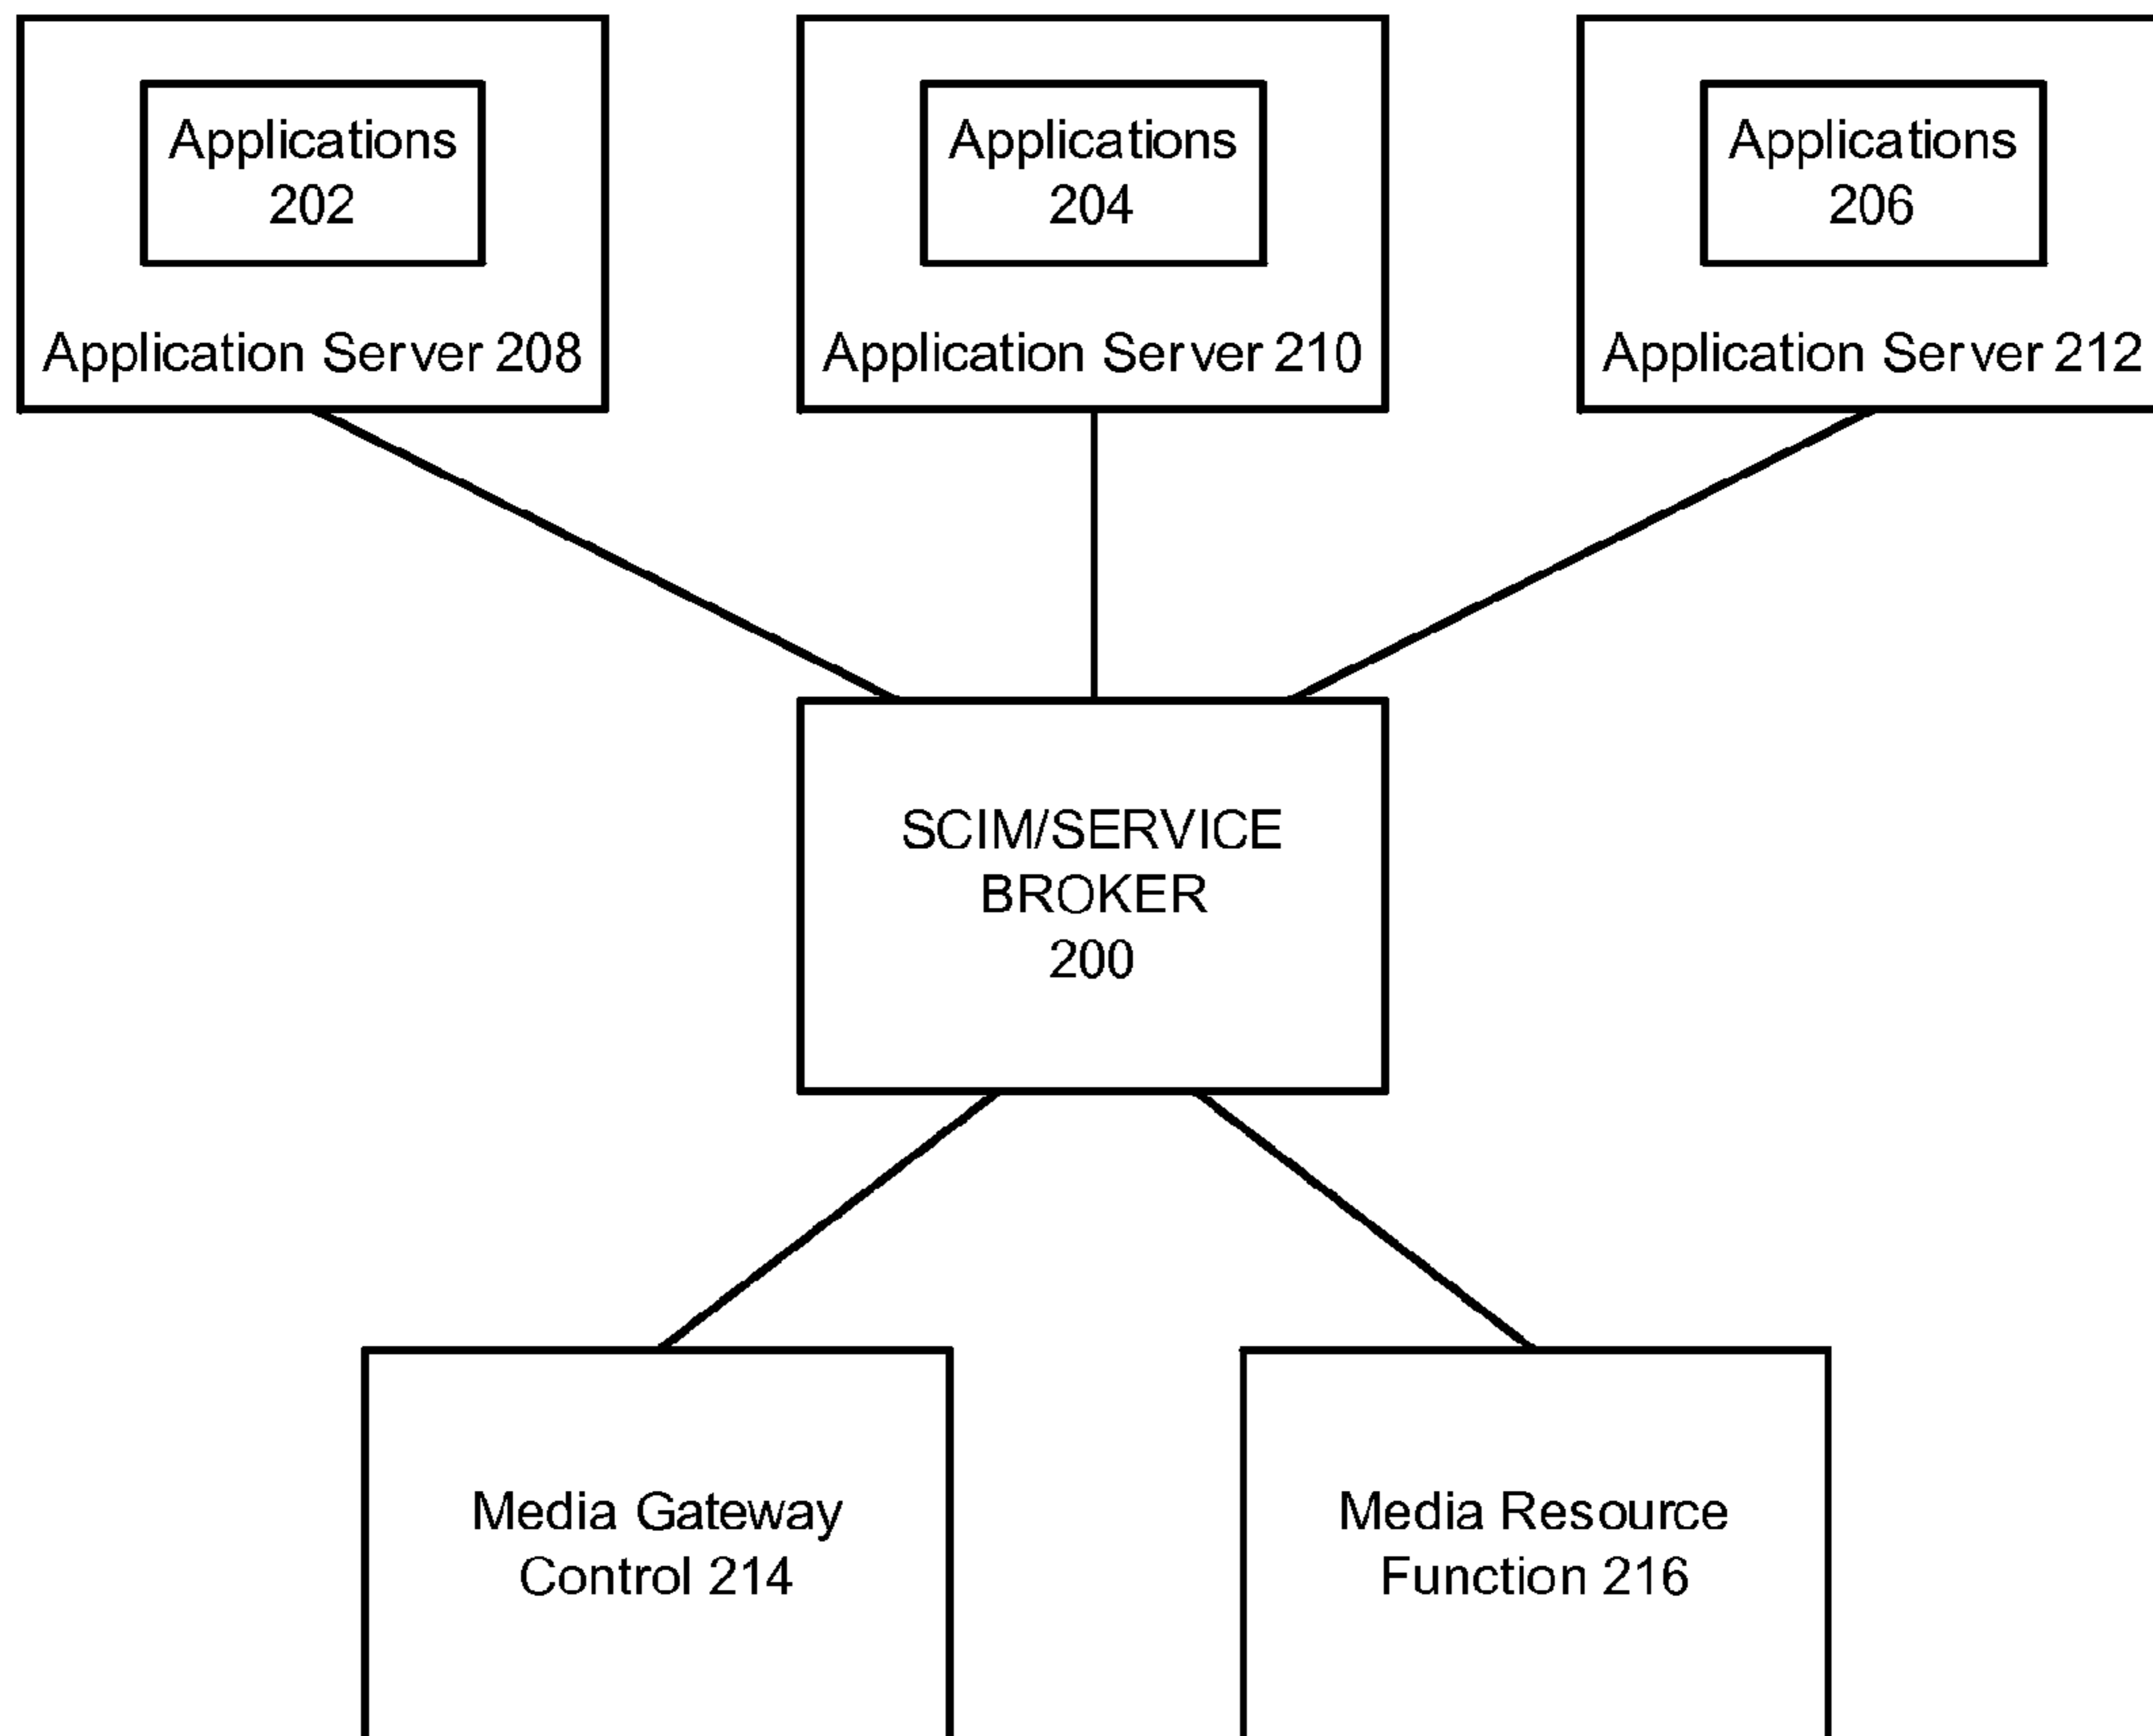 Applications
202
Application Server 208
Applications
204
Application Server 210
Applications
206
Application Server 212
SCIM/SERVICE
BROKER
200
Media Gateway
Control 214
Media Resource
Function 216